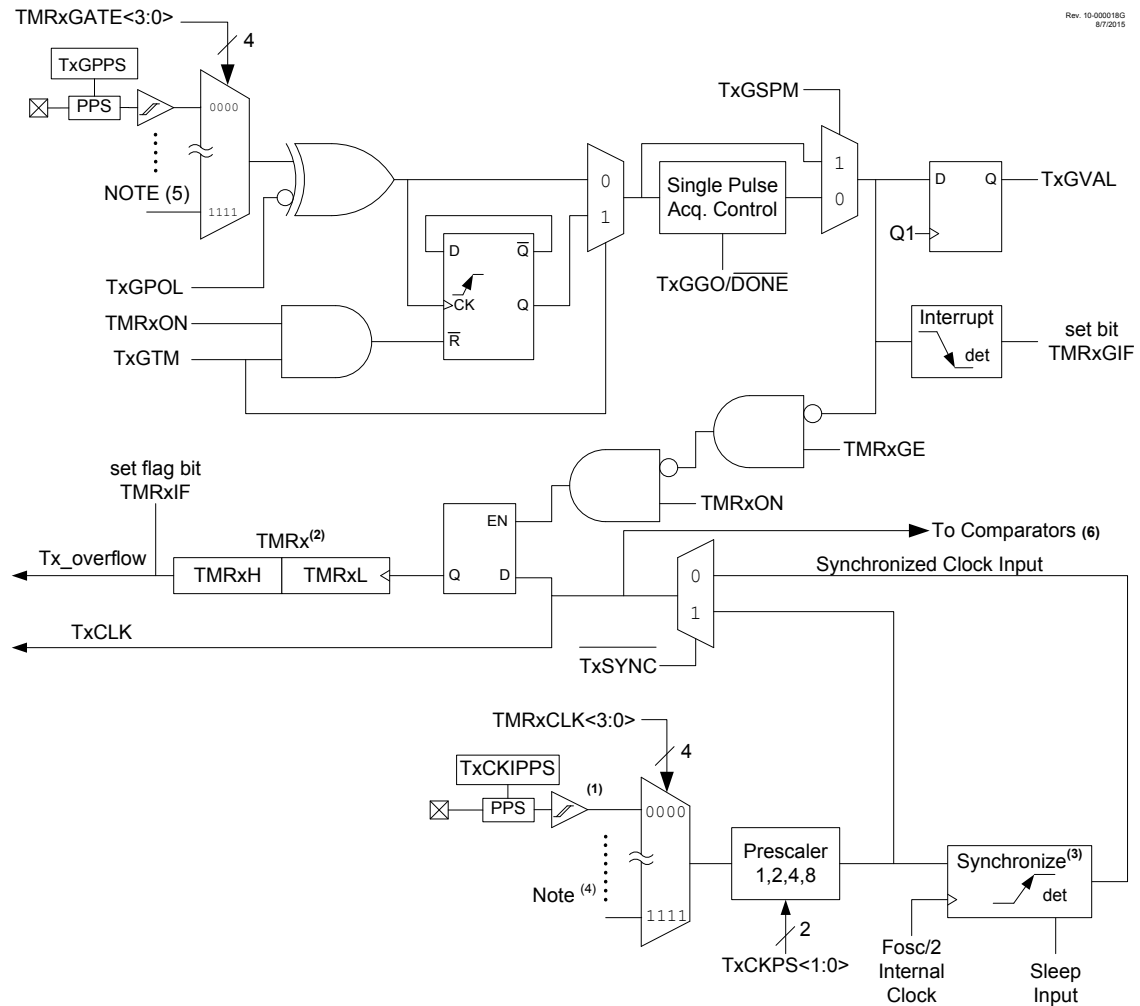 Rev. 10-000018G
8/7/2015
TMRxGATE<3:0>
4
TxGPPS
PPS
0000
NOTE (5)
1111
TxGPOL
TMRxON
TxGTM
D
Q
CK
Q
R
0
1
Single Pulse
Acq. Control
TxGGO/DONE
TxGSPM
1
0
D
Q
Q1
TxGVAL
Interrupt
det
set bit
TMRxGIF
TMRxGE
TMRxON
set flag bit
TMRxIF
Tx_overflow
TMRx(2)
TMRxH
TMRxL
EN
Q
D
To Comparators (6)
Synchronized Clock Input
0
1
TxCLK
TxSYNC
TMRxCLK<3:0>
4
TxCKIPPS
PPS
(1)
0000
Note (4)
1111
Prescaler
1,2,4,8
2
TxCKPS<1:0>
Synchronize(3)
det
Fosc/2
Internal
Clock
Sleep
Input